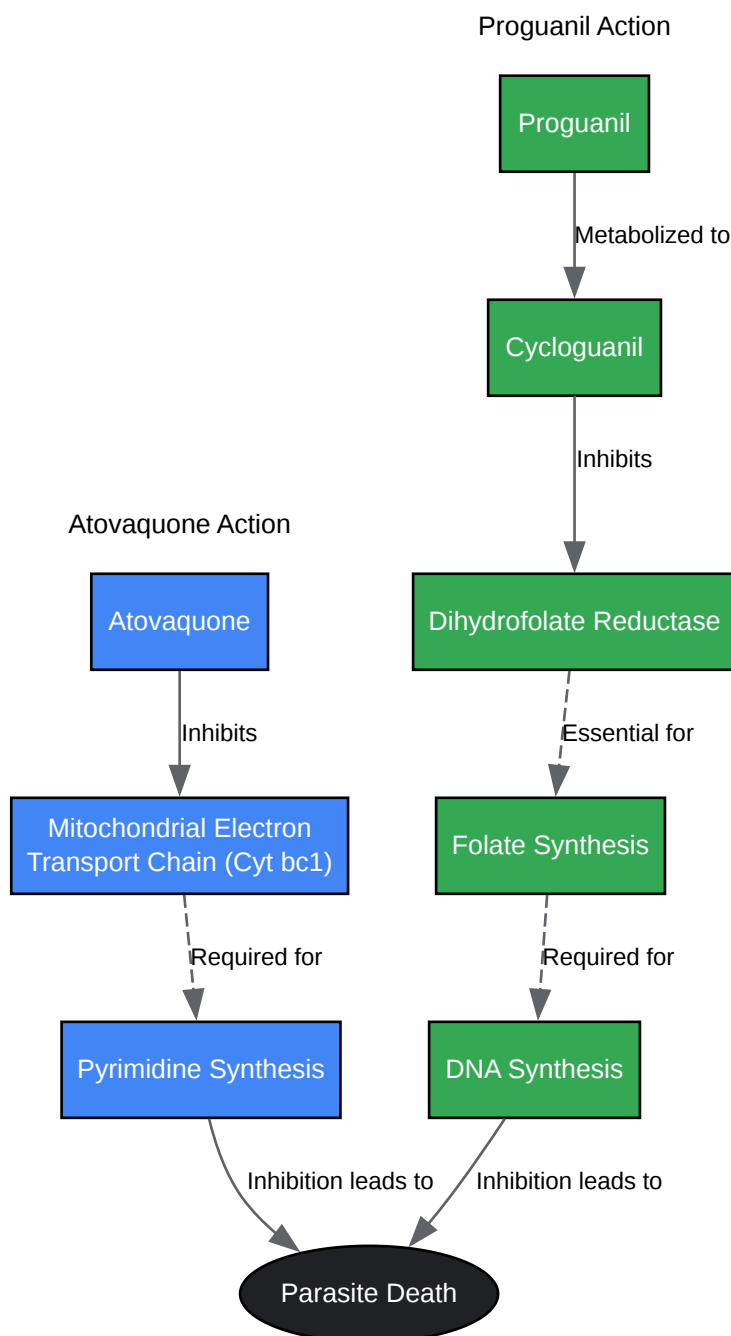 Proguanil Action
Proguanil
Metabolized to
Cycloguanil
Inhibits
Atovaquone Action
Atovaquone
Dihydrofolate Reductase
Inhibits
Essential for
Mitochondrial Electron
Transport Chain (Cyt bc1)
Folate Synthesis
Required for
Required for
Pyrimidine Synthesis
DNA Synthesis
Inhibition leads to
Inhibition leads to
Parasite Death